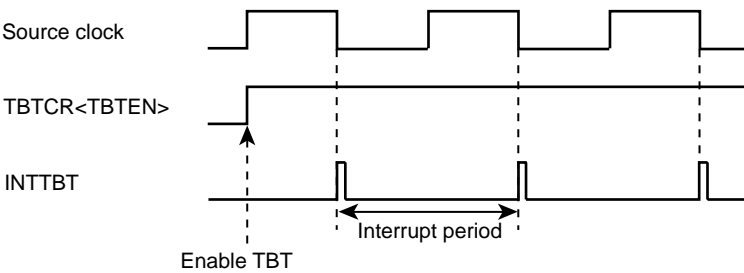 Source clock
TBTCR<TBTEN>
INTTBT
Interrupt period
Enable TBT